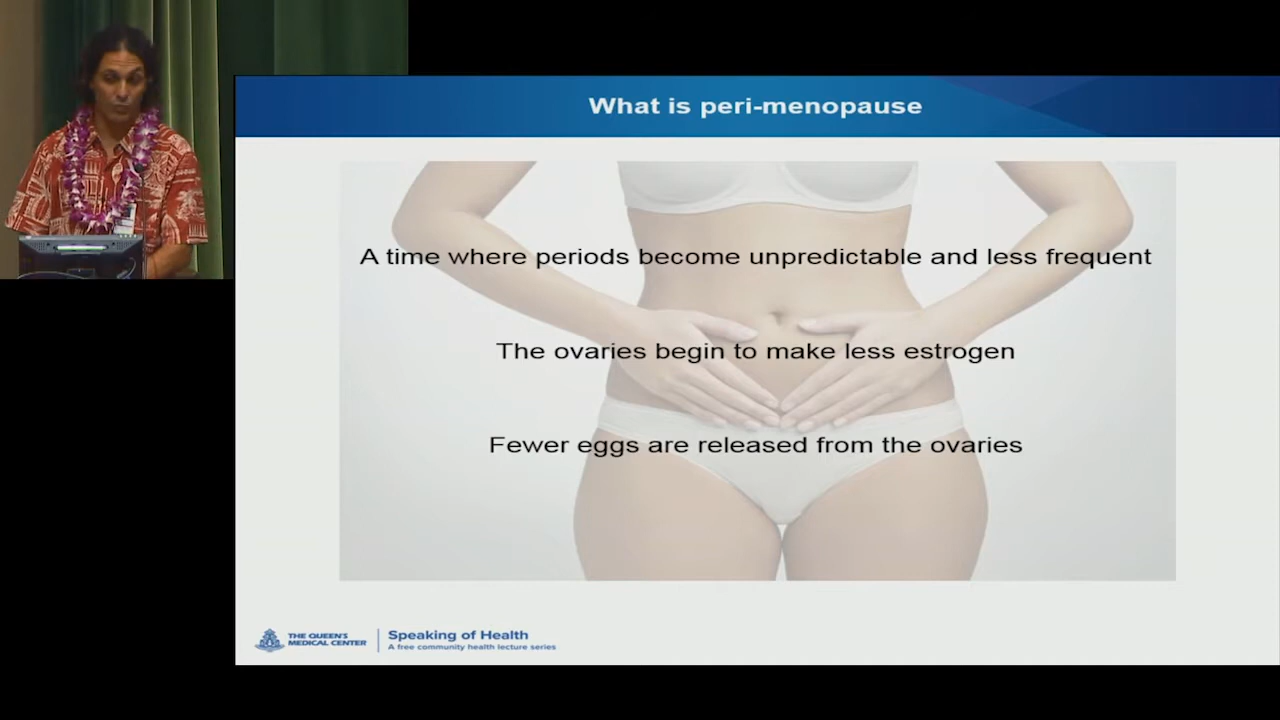 What is peri-menopause
A time where periods become unpredictable and less frequent
The ovaries begin to make less estrogen
Fewer eggs are released from the ovaries
THE QUEEN'S
MEDICAL CENTER
Speaking of Health
A free community health lecture series